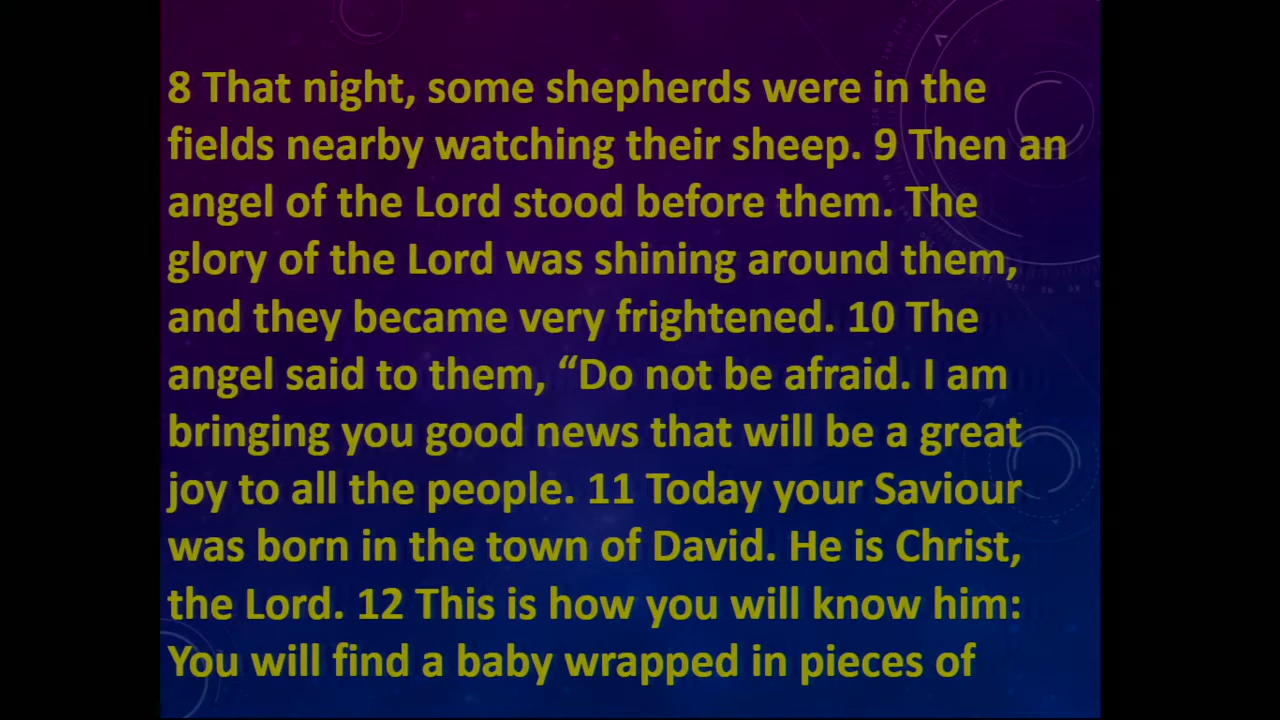 8 That night, some shepherds were in the
fields nearby watching their sheep. 9 Then an
angel of the Lord stood before them. The
glory of the Lord was shining around them,
and they became very frightened. 10 The
angel said to them, “Do not be afraid. I am
bringing you good news that will be a great
joy to all the people. 11 Today your Saviour
was born in the town of David. He is Christ,
the Lord. 12 This is how you will know him:
You will find a baby wrapped in pieces of